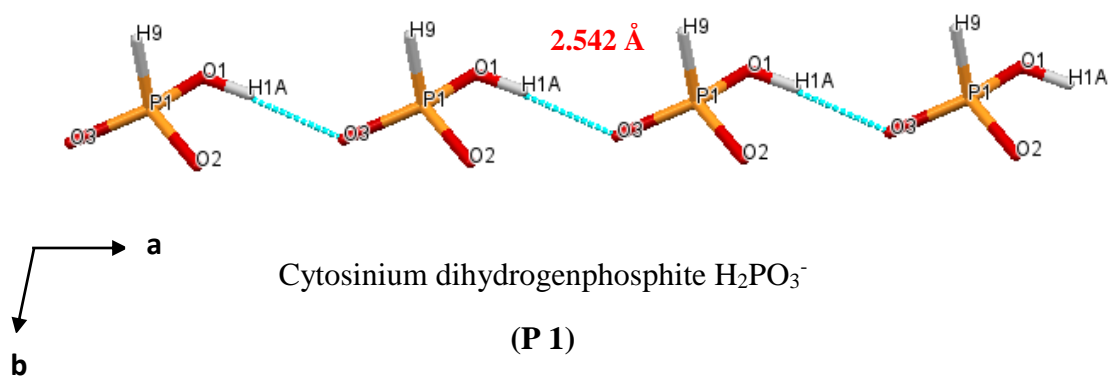 H9 H9 2.542 Å H9
O1 O1 O1 O1
H1A H1A H1A H1A
P1 P1 P1 P1
O3 O3 O3 O3
O2 O2 O2 O2
a
Cytosinium dihydrogenphosphite H₂PO₃⁻
(P 1)
b